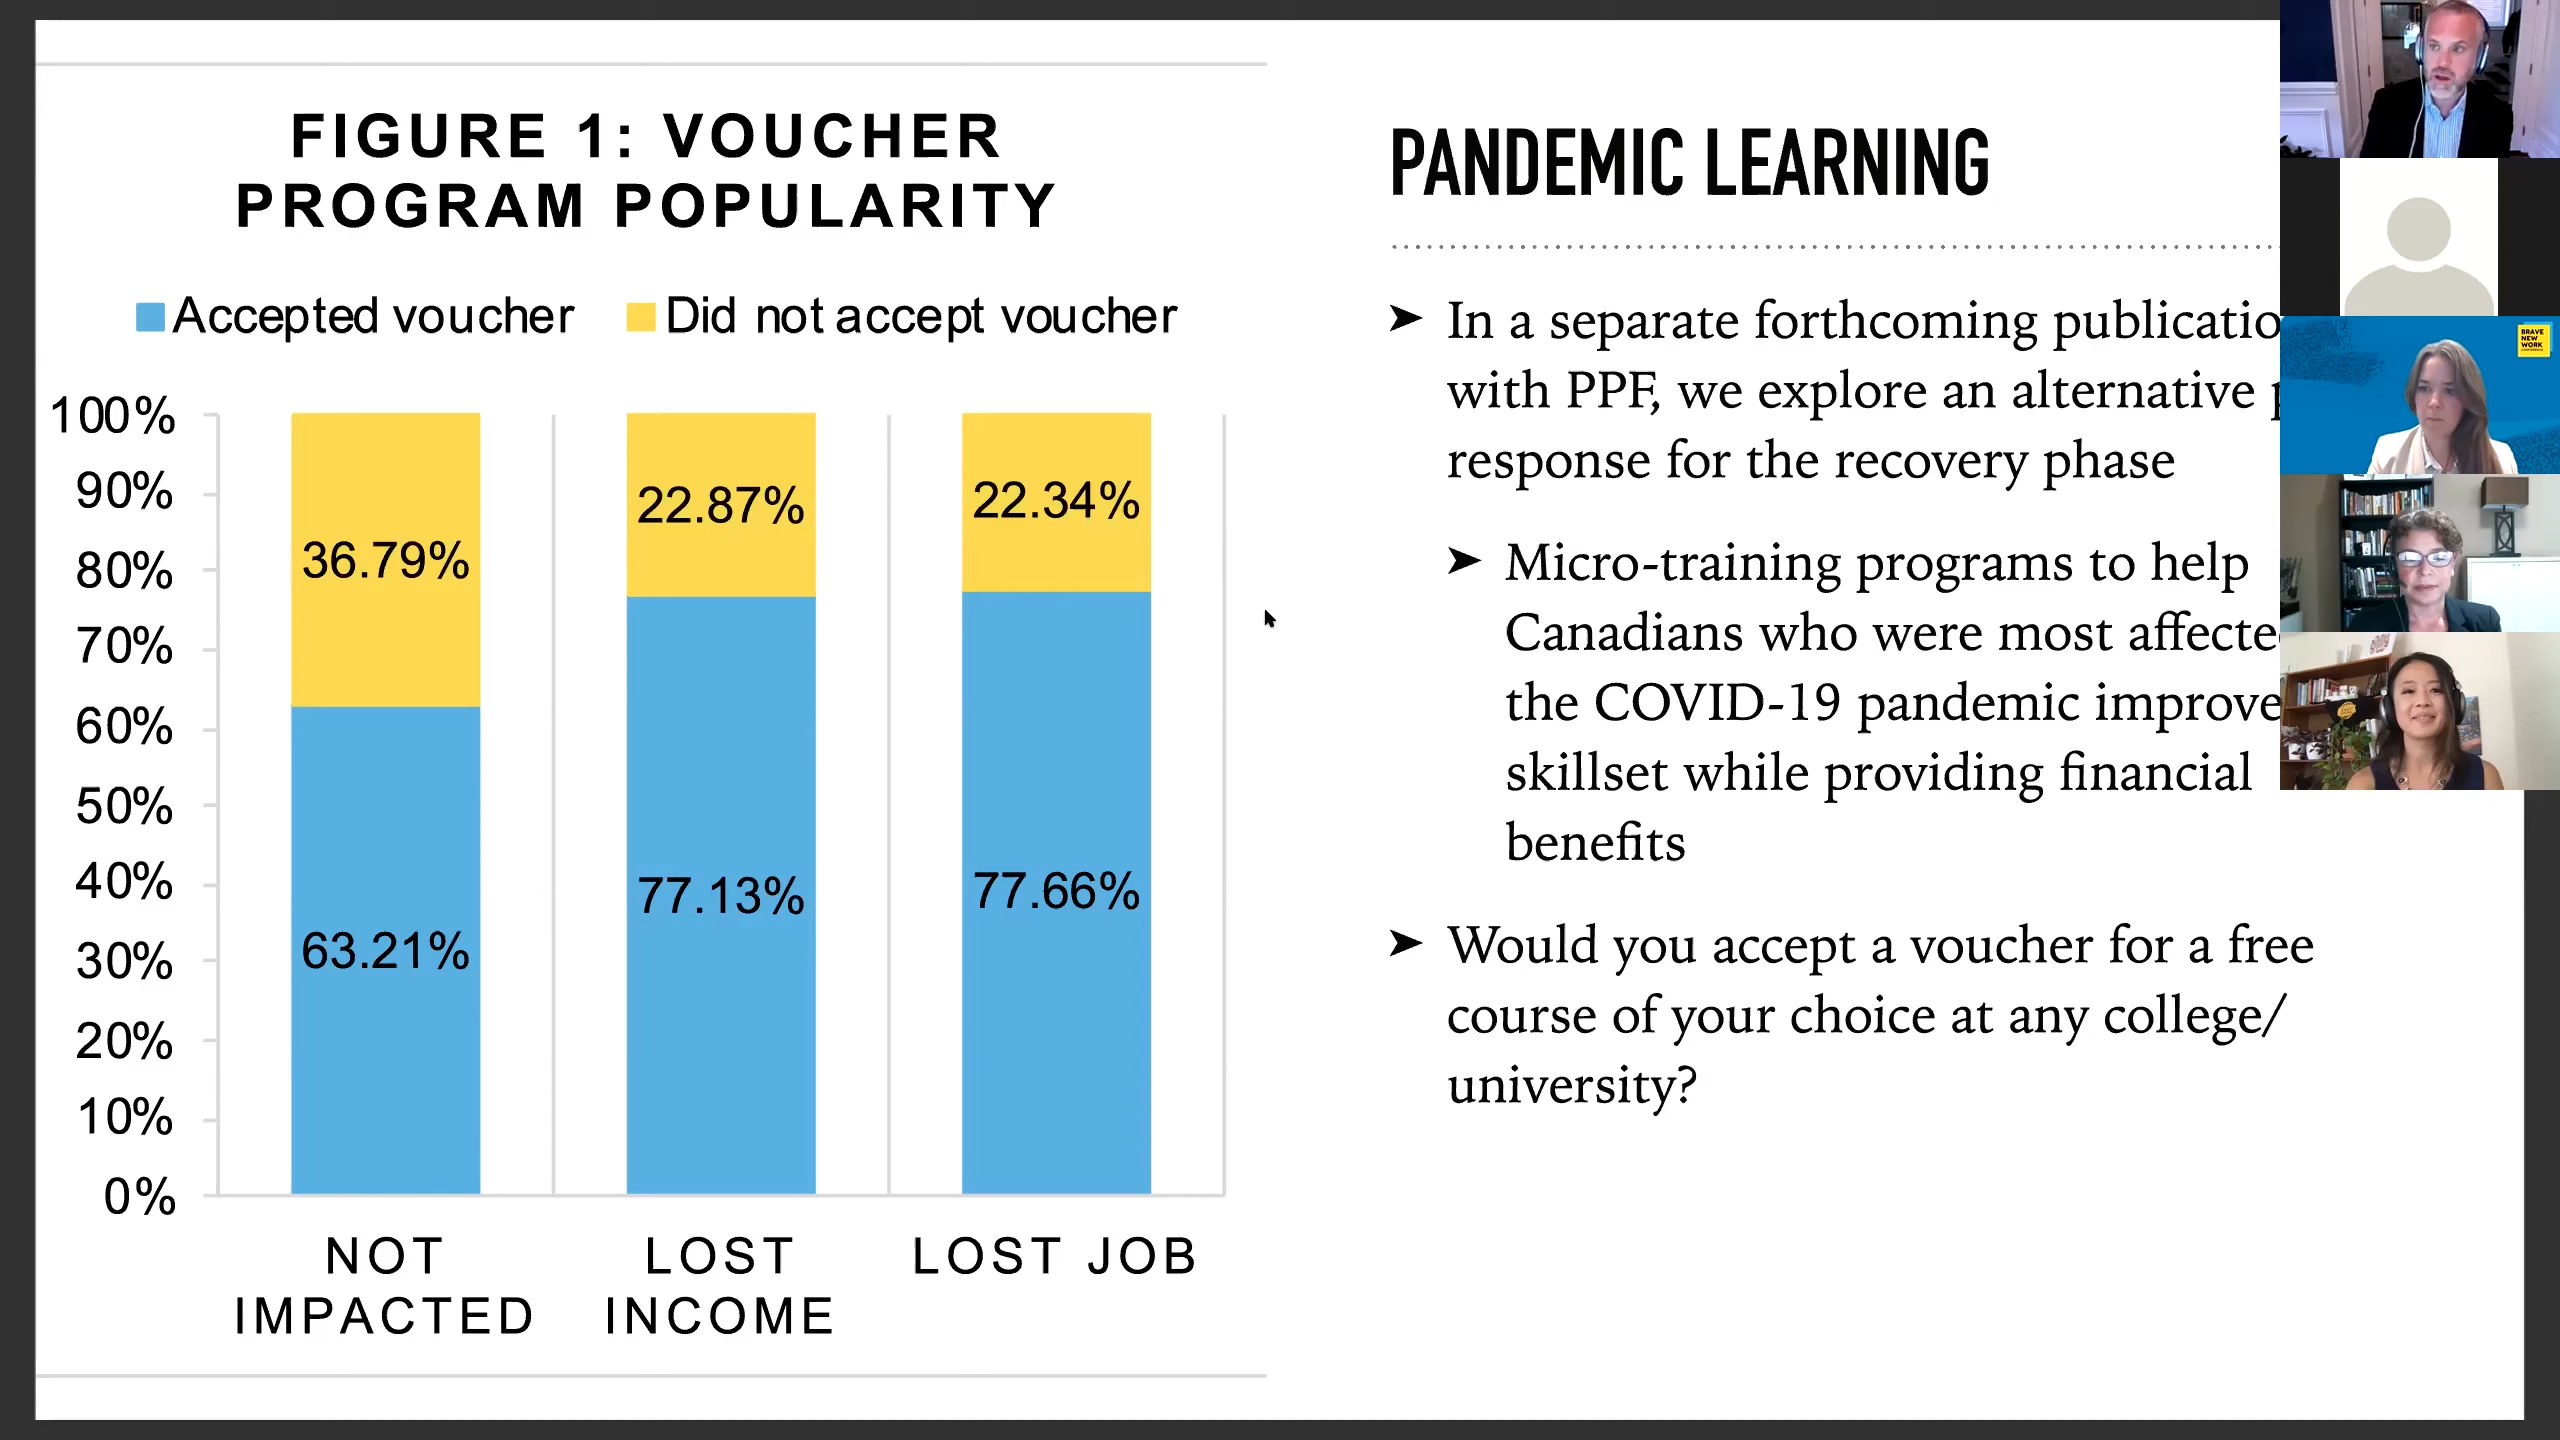 FIGURE 1: VOUCHER
PROGRAM POPULARITY
Accepted voucher Did not accept voucher
100%
90%
80%
70%
60%
50%
40%
30%
20%
10%
0%
36.79%
63.21%
22.87%
77.13%
22.34%
77.66%
NOT
IMPACTED
LOST
INCOME
LOST JOB
PANDEMIC LEARNING
➤ In a separate forthcoming
with PPF, we explore an alternative
response for the recovery phase
➤ Micro-training programs to help
Canadians who were most
the COVID-19 pandemic improve
skillset while providing financial
benefits
➤ Would you accept a voucher for a free
course of your choice at any college/
university?
BRAVE
NEW
WORK